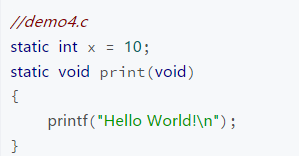 //demo4.c
static int x = 10;
static void print(void)
{
    printf("Hello World!\n");
}